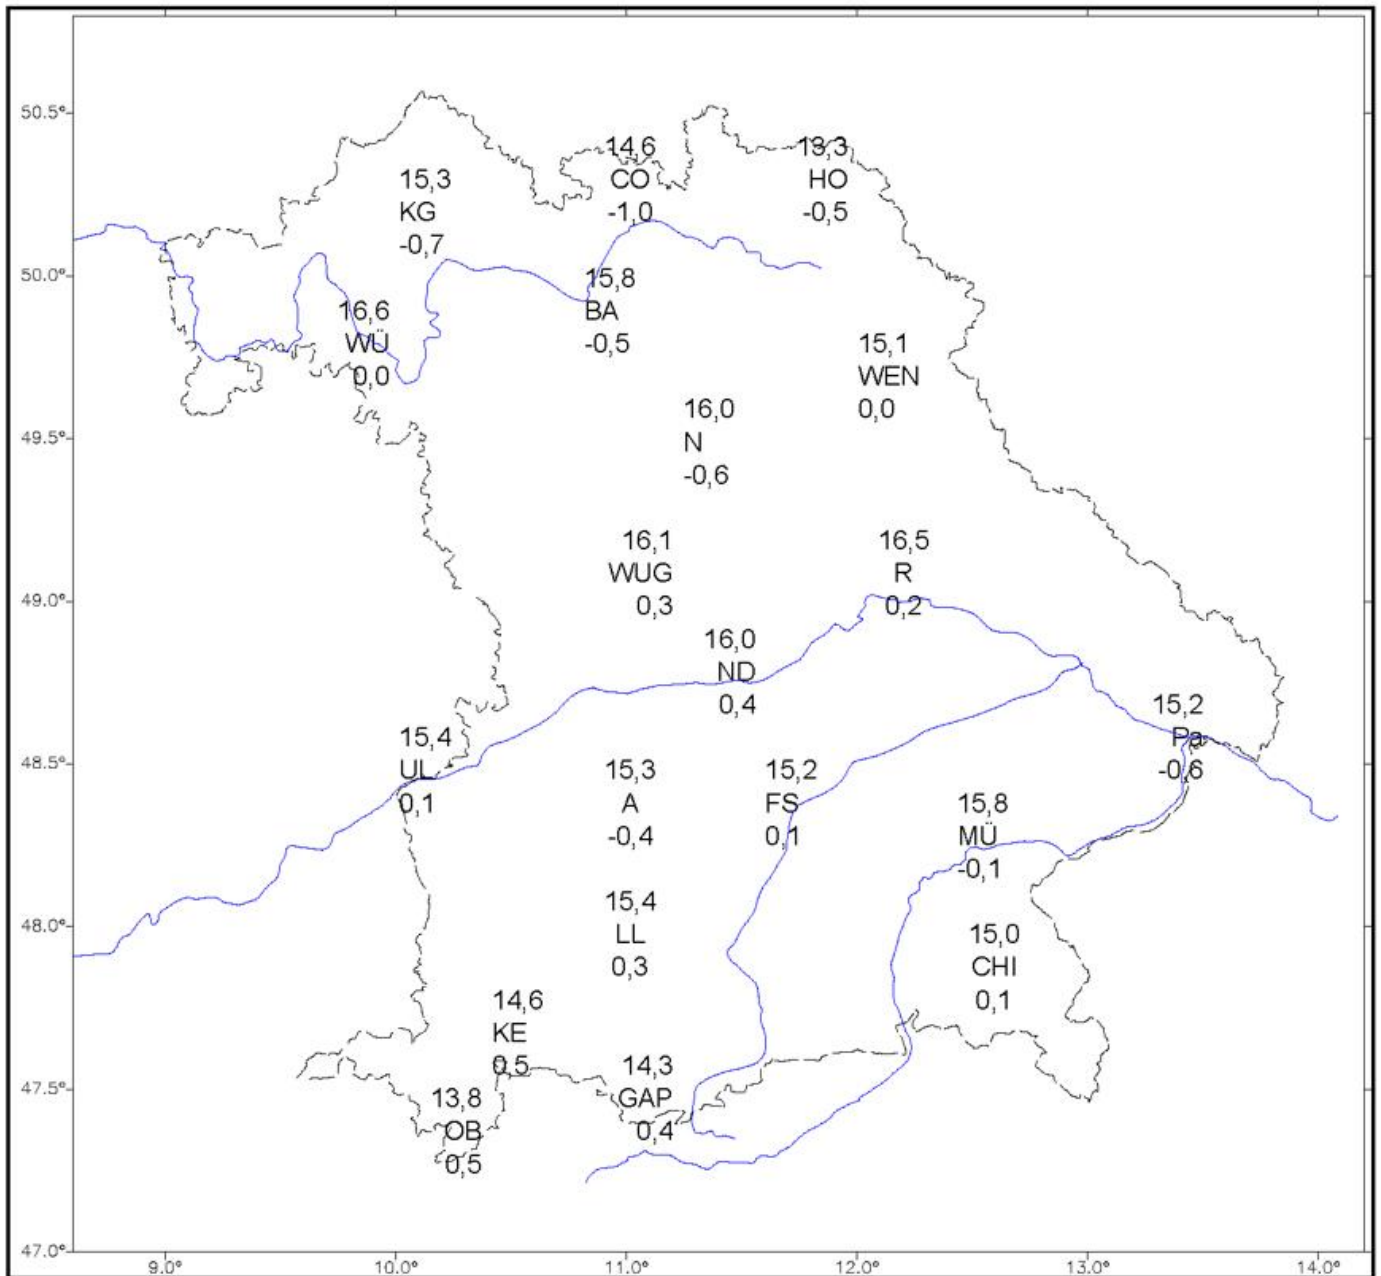 50.5°
14,6
CO
-1,0
13,3
HO
-0,5
15,3
KG
-0,7
50.0°
15,8
BA
-0,5
16,6
WÜ
0,0
15,1
WEN
0,0
49.5°
16,0
N
-0,6
16,1
WUG
0,3
16,5
R
0,2
49.0°
16,0
ND
0,4
15,2
Pa
-0,6
15,4
UL
0,1
48.5°
15,3
A
-0,4
15,2
FS
0,1
15,8
MÜ
-0,1
48.0°
15,4
LL
0,3
15,0
CHI
0,1
14,6
KE
0,5
47.5°
14,3
GAP
0,4
13,8
OB
0,5
47.0°
9.0° 10.0° 11.0° 12.0° 13.0° 14.0°